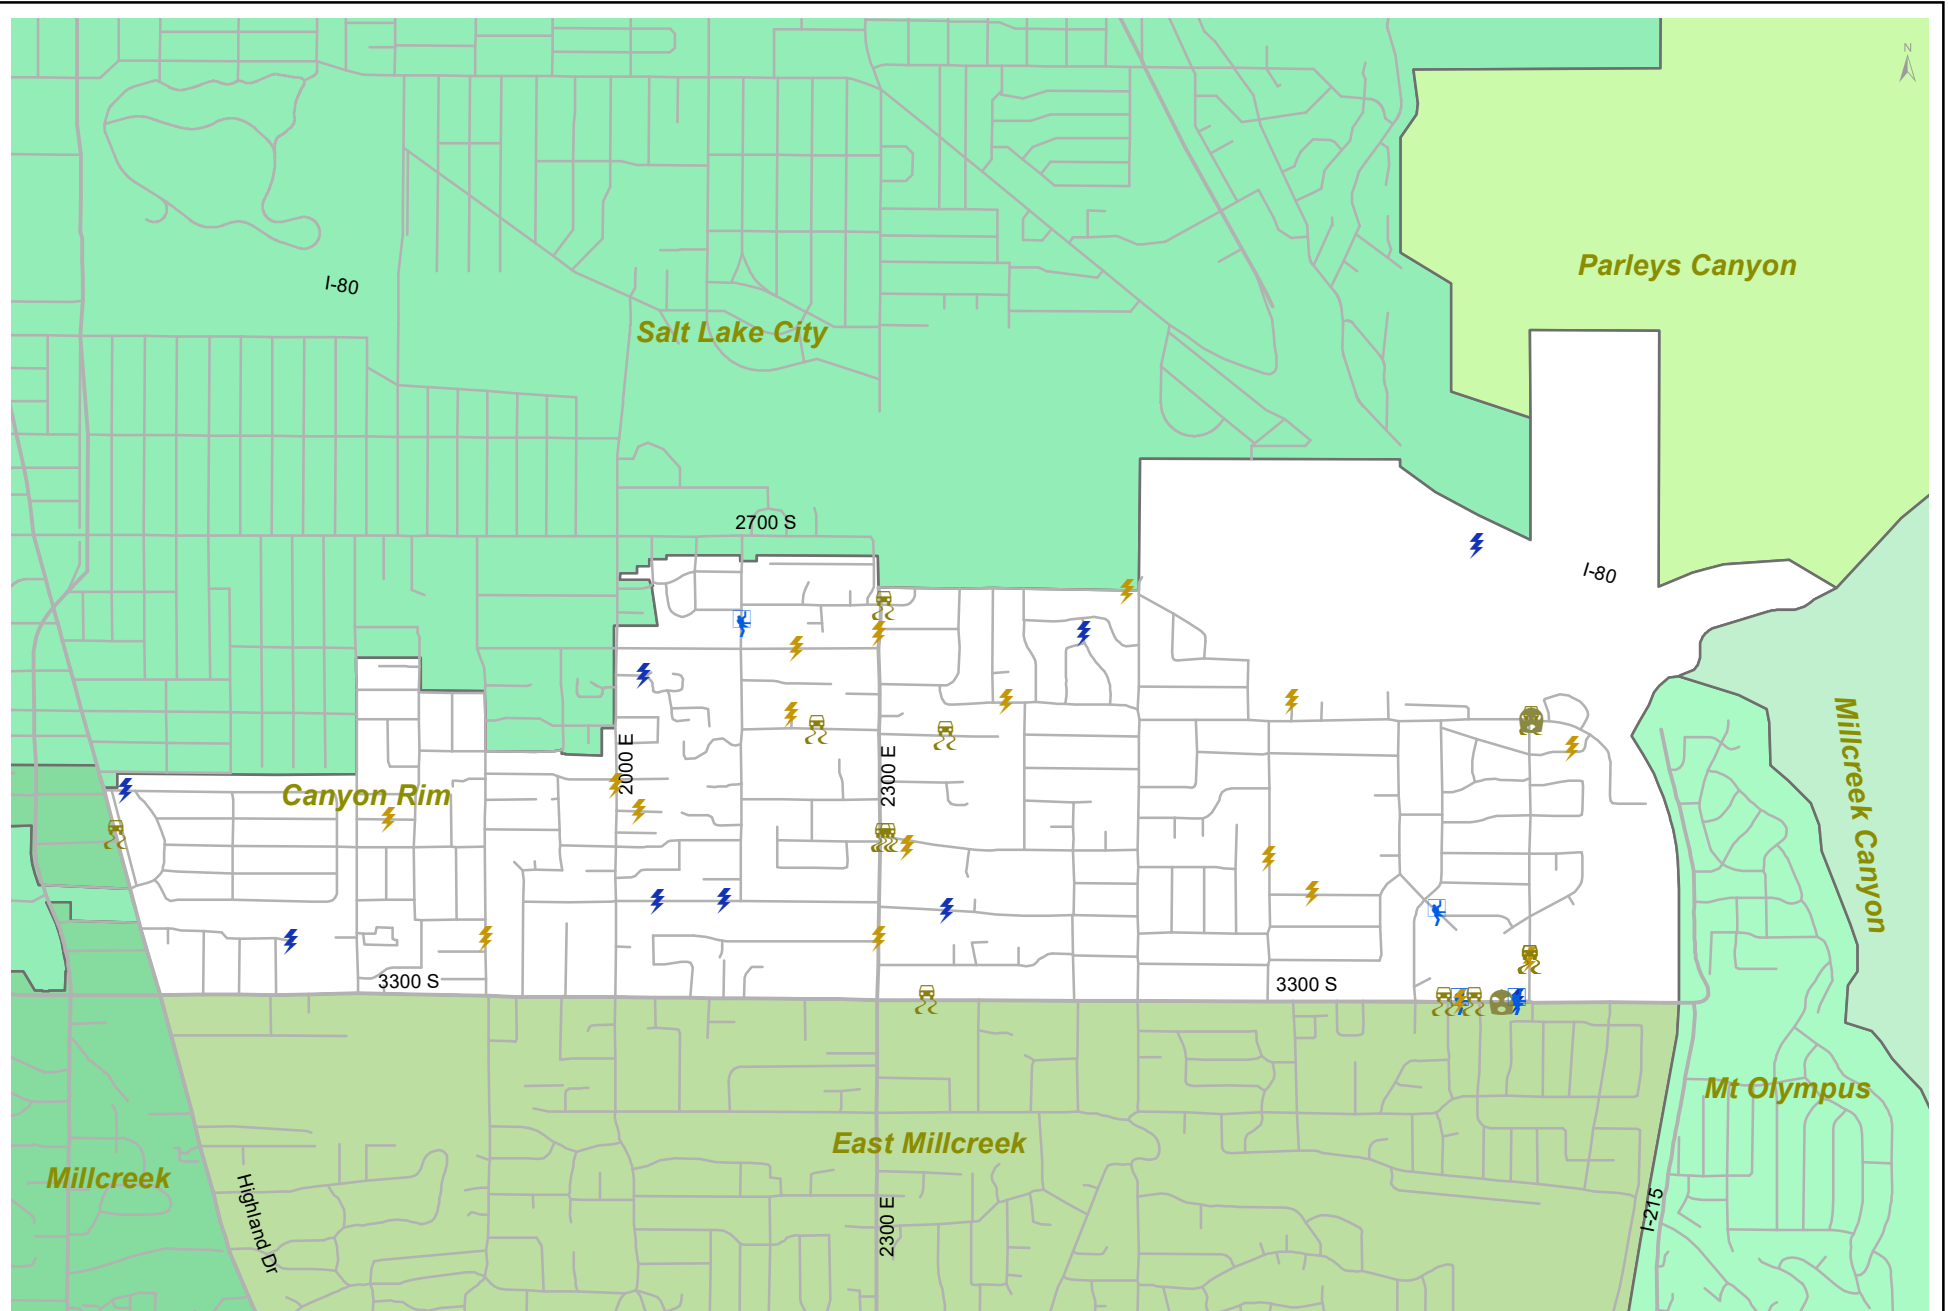 N
Parleys Canyon
I-80
Salt Lake City
2700 S
I-80
Millcreek Canyon
2000 E
2300 E
Canyon Rim
3300 S
3300 S
Mt Olympus
East Millcreek
Millcreek
Highland Dr
2300 E
I-215